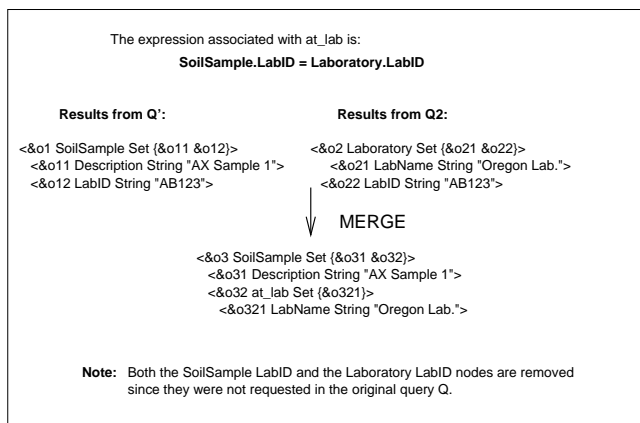 The expression associated with at_lab is:
SoilSample.LabID = Laboratory.LabID
Results from Q':
<&o1 SoilSample Set {&o11 &o12}>
<&o11 Description String "AX Sample 1">
<&o12 LabID String "AB123">
Results from Q2:
<&o2 Laboratory Set {&o21 &o22}>
<&o21 LabName String "Oregon Lab.">
<&o22 LabID String "AB123">
MERGE
<&o3 SoilSample Set {&o31 &o32}>
<&o31 Description String "AX Sample 1">
<&o32 at_lab Set {&o321}>
<&o321 LabName String "Oregon Lab.">
Note: Both the SoilSample LabID and the Laboratory LabID nodes are removed
since they were not requested in the original query Q.